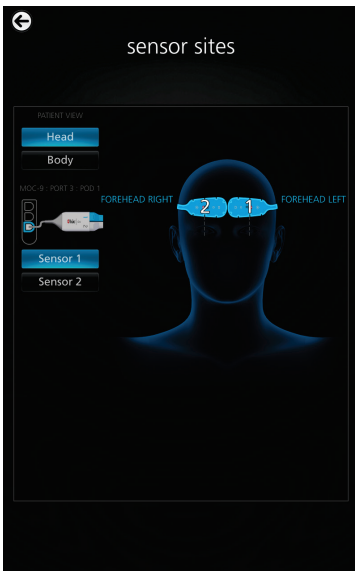 sensor sites
PATIENT VIEW
Head
Body
MOC-9 : PORT 3 : POD 1
FOREHEAD RIGHT
2
1
FOREHEAD LEFT
Sensor 1
Sensor 2